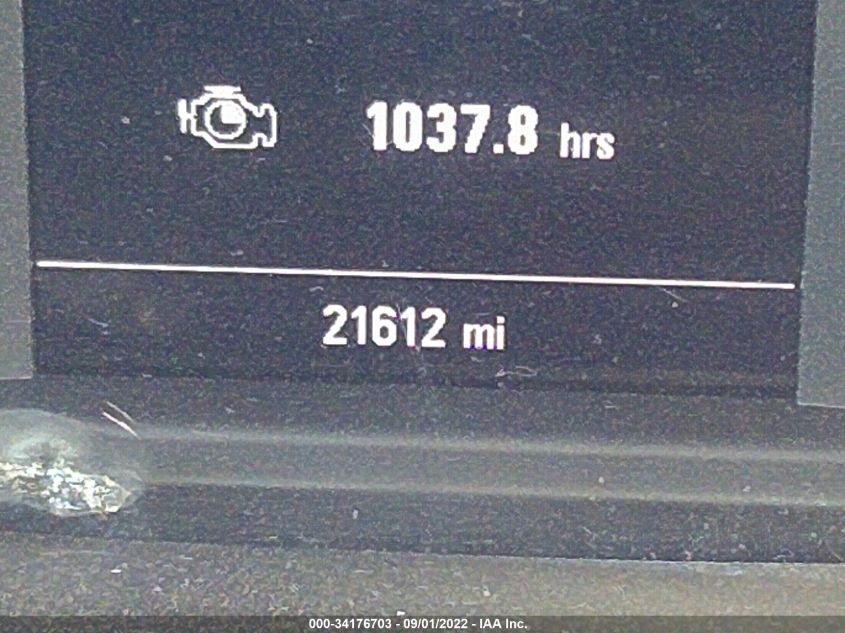 1037.8 hrs
21612 mi
000-34176703 - 09/01/2022 - IAA Inc.